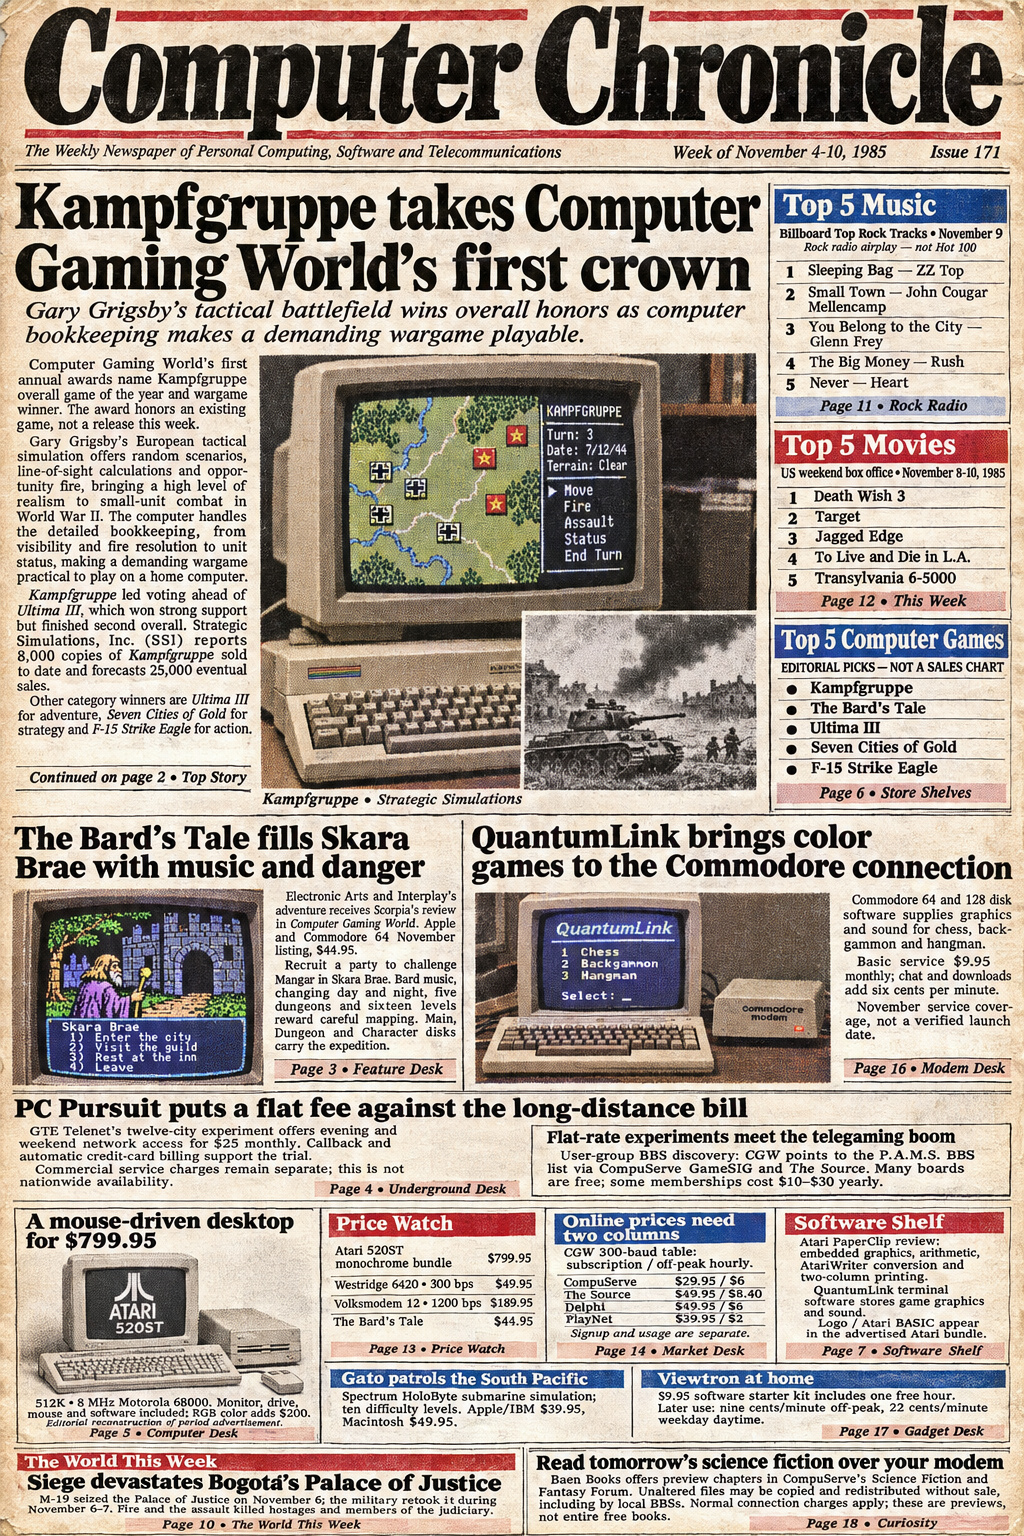 Computer Chronicle
The Weekly Newspaper of Personal Computing, Software and Telecommunications
Week of November 4-10, 1985
Issue 171
Kampfgruppe takes Computer
Gaming World's first crown
Gary Grigsby's tactical battlefield wins overall honors as computer
bookkeeping makes a demanding wargame playable.
Computer Gaming World's first
annual awards name Kampfgruppe
overall game of the year and wargame
winner. The award honors an existing
game, not a release this week.
Gary Grigsby's European tactical
simulation offers random scenarios,
line-of-sight calculations and oppor-
tunity fire, bringing a high level of
realism to small-unit combat in
World War II. The computer handles
the detailed bookkeeping, from
visibility and fire resolution to unit
status, making a demanding wargame
practical to play on a home computer.
Kampfgruppe led voting ahead of
Ultima III, which won strong support
but finished second overall. Strategic
Simulations, Inc. (SSI) reports
8,000 copies of Kampfgruppe sold
to date and forecasts 25,000 eventual
sales.
Other category winners are Ultima III
for adventure, Seven Cities of Gold for
strategy and F-15 Strike Eagle for action.
Continued on page 2 • Top Story
KAMPFGRUPPE
Turn: 3
Date: 7/12/44
Terrain: Clear
Move
Fire
Assault
Status
End Turn
Kampfgruppe • Strategic Simulations
Top 5 Music
Billboard Top Rock Tracks • November 9
Rock radio airplay — not Hot 100
1 Sleeping Bag — ZZ Top
2 Small Town — John Cougar
Mellencamp
3 You Belong to the City —
Glenn Frey
4 The Big Money — Rush
5 Never — Heart
Page 11 • Rock Radio
Top 5 Movies
US weekend box office • November 8-10, 1985
1 Death Wish 3
2 Target
3 Jagged Edge
4 To Live and Die in L.A.
5 Transylvania 6-5000
Page 12 • This Week
Top 5 Computer Games
EDITORIAL PICKS — NOT A SALES CHART
● Kampfgruppe
● The Bard's Tale
● Ultima III
● Seven Cities of Gold
● F-15 Strike Eagle
Page 6 • Store Shelves
The Bard's Tale fills Skara
Brae with music and danger
Skara Brae
1) Enter the city
2) Visit the guild
3) Rest at the inn
4) Leave
Electronic Arts and Interplay's
adventure receives Scorpia's review
in Computer Gaming World. Apple
and Commodore 64 November
listing, $44.95.
Recruit a party to challenge
Mangar in Skara Brae. Bard music,
changing day and night, five
dungeons and sixteen levels
reward careful mapping. Main,
Dungeon and Character disks
carry the expedition.
Page 3 • Feature Desk
QuantumLink brings color
games to the Commodore connection
QuantumLink
1 Chess
2 Backgammon
3 Hangman
Select: _
Commodore
modem
Commodore 64 and 128 disk
software supplies graphics
and sound for chess, back-
gammon and hangman.
Basic service $9.95
monthly; chat and downloads
add six cents per minute.
November service cover-
age, not a verified launch
date.
Page 16 • Modem Desk
PC Pursuit puts a flat fee against the long-distance bill
GTE Telenet's twelve-city experiment offers evening and
weekend network access for $25 monthly. Callback and
automatic credit-card billing support the trial.
Commercial service charges remain separate; this is not
nationwide availability.
Page 4 • Underground Desk
Flat-rate experiments meet the telegaming boom
User-group BBS discovery: CGW points to the P.A.M.S. BBS
list via CompuServe GameSIG and The Source. Many boards
are free; some memberships cost $10–$30 yearly.
A mouse-driven desktop
for $799.95
ATARI
520ST
512K • 8 MHz Motorola 68000. Monitor, drive,
mouse and software included; RGB color adds $200.
Editorial reconstruction of period advertisement.
Page 5 • Computer Desk
Price Watch
Atari 520ST
monochrome bundle $799.95
Westridge 6420 • 300 bps $49.95
Volksmodem 12 • 1200 bps $189.95
The Bard's Tale $44.95
Page 13 • Price Watch
Online prices need
two columns
CGW 300-baud table:
subscription / off-peak hourly.
CompuServe $29.95 / $6
The Source $49.95 / $8.40
Delphi $49.95 / $6
PlayNet $39.95 / $2
Signup and usage are separate.
Page 14 • Market Desk
Software Shelf
Atari PaperClip review:
embedded graphics, arithmetic,
AtariWriter conversion and
two-column printing.
QuantumLink terminal
software stores game graphics
and sound.
Logo / Atari BASIC appear
in the advertised Atari bundle.
Page 7 • Software Shelf
Gato patrols the South Pacific
Spectrum HoloByte submarine simulation;
ten difficulty levels. Apple/IBM $39.95,
Macintosh $49.95.
Viewtron at home
$9.95 software starter kit includes one free hour.
Later use: nine cents/minute off-peak, 22 cents/minute
weekday daytime.
Page 17 • Gadget Desk
The World This Week
Siege devastates Bogotá's Palace of Justice
M-19 seized the Palace of Justice on November 6; the military retook it during
November 6–7. Fire and the assault killed hostages and members of the judiciary.
Page 10 • The World This Week
Read tomorrow's science fiction over your modem
Baen Books offers preview chapters in CompuServe's Science Fiction and
Fantasy Forum. Unaltered files may be copied and redistributed without sale,
including by local BBSs. Normal connection charges apply; these are previews,
not entire free books.
Page 18 • Curiosity